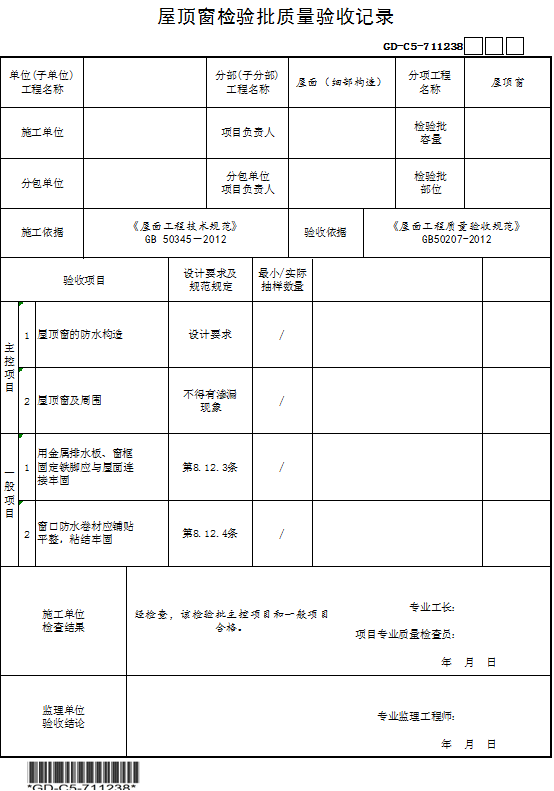 屋顶窗检验批质量验收记录
GD-C5-711238
单位(子单位)
工程名称
分部(子分部)
工程名称
屋面（细部构造）
分项工程
名称
屋顶窗
施工单位
项目负责人
检验批
容量
分包单位
分包单位
项目负责人
检验批
部位
施工依据
《屋面工程技术规范》
GB 50345－2012
验收依据
《屋面工程质量验收规范》
GB50207-2012
验收项目
设计要求及
规范规定
最小/实际
抽样数量
主
控
项
目
1
屋顶窗的防水构造
设计要求
/
2
屋顶窗及周围
不得有渗漏
现象
/
一
般
项
目
1
用金属排水板、窗框
固定铁脚应与屋面连
接牢固
第8.12.3条
/
2
窗口防水卷材应铺贴
平整，粘结牢固
第8.12.4条
/
施工单位
检查结果
经检查，该检验批主控项目和一般项目
合格。
专业工长：
项目专业质量检查员：
年 月 日
监理单位
验收结论
专业监理工程师：
年 月 日
*GD-C5-711238*